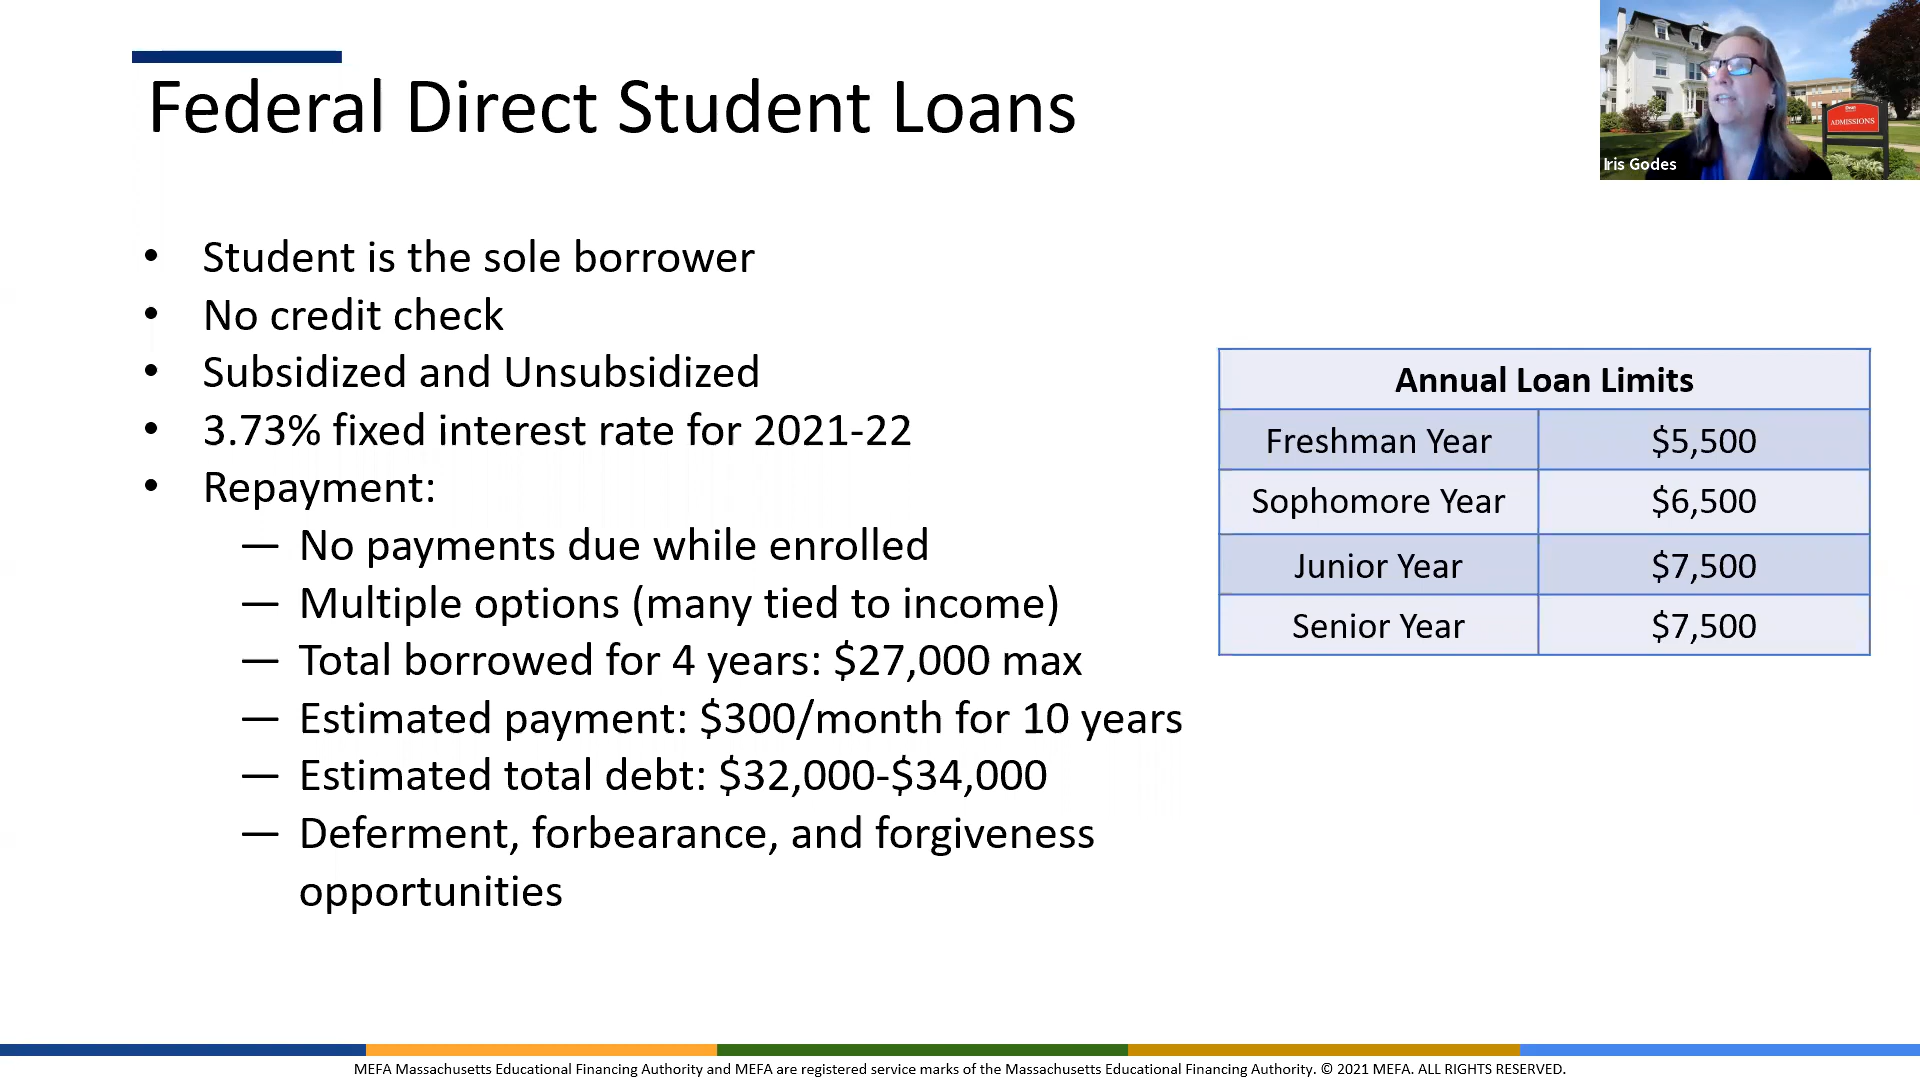 Federal Direct Student Loans
Iris Godes
ADMISSIONS
• Student is the sole borrower
• No credit check
• Subsidized and Unsubsidized
• 3.73% fixed interest rate for 2021-22
• Repayment:
— No payments due while enrolled
— Multiple options (many tied to income)
— Total borrowed for 4 years: $27,000 max
— Estimated payment: $300/month for 10 years
— Estimated total debt: $32,000-$34,000
— Deferment, forbearance, and forgiveness
opportunities
Annual Loan Limits
Freshman Year $5,500
Sophomore Year $6,500
Junior Year $7,500
Senior Year $7,500
MEFA Massachusetts Educational Financing Authority and MEFA are registered service marks of the Massachusetts Educational Financing Authority. © 2021 MEFA. ALL RIGHTS RESERVED.